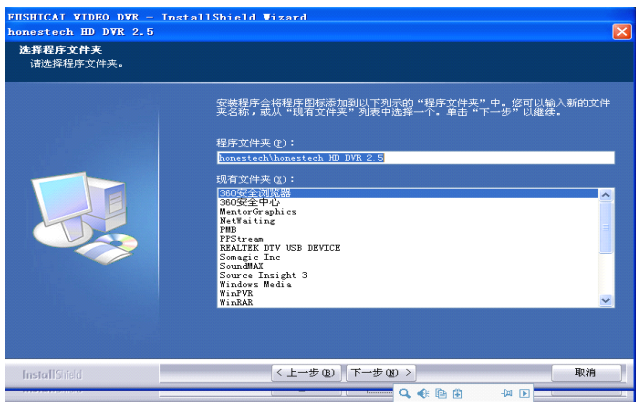 FUSHICAI VIDEO DVR - InstallShield Wizard
honestech HD DVR 2.5
选择程序文件夹
请选择程序文件夹。
安装程序会将程序图标添加到以下列示的“程序文件夹”中。您可以输入新的文件
夹名称，或从“现有文件夹”列表中选择一个。单击“下一步”以继续。
程序文件夹(P)：
honestech\honestech HD DVR 2.5
现有文件夹(X)：
360安全浏览器
360安全中心
MentorGraphics
NetWaiting
PMB
PPStream
REALTEK DTV USB DEVICE
Somagic Inc
SoundMAX
Source Insight 3
Windows Media
WinPVR
WinRAR
InstallShield
< 上一步(B)
下一步(N) >
取消